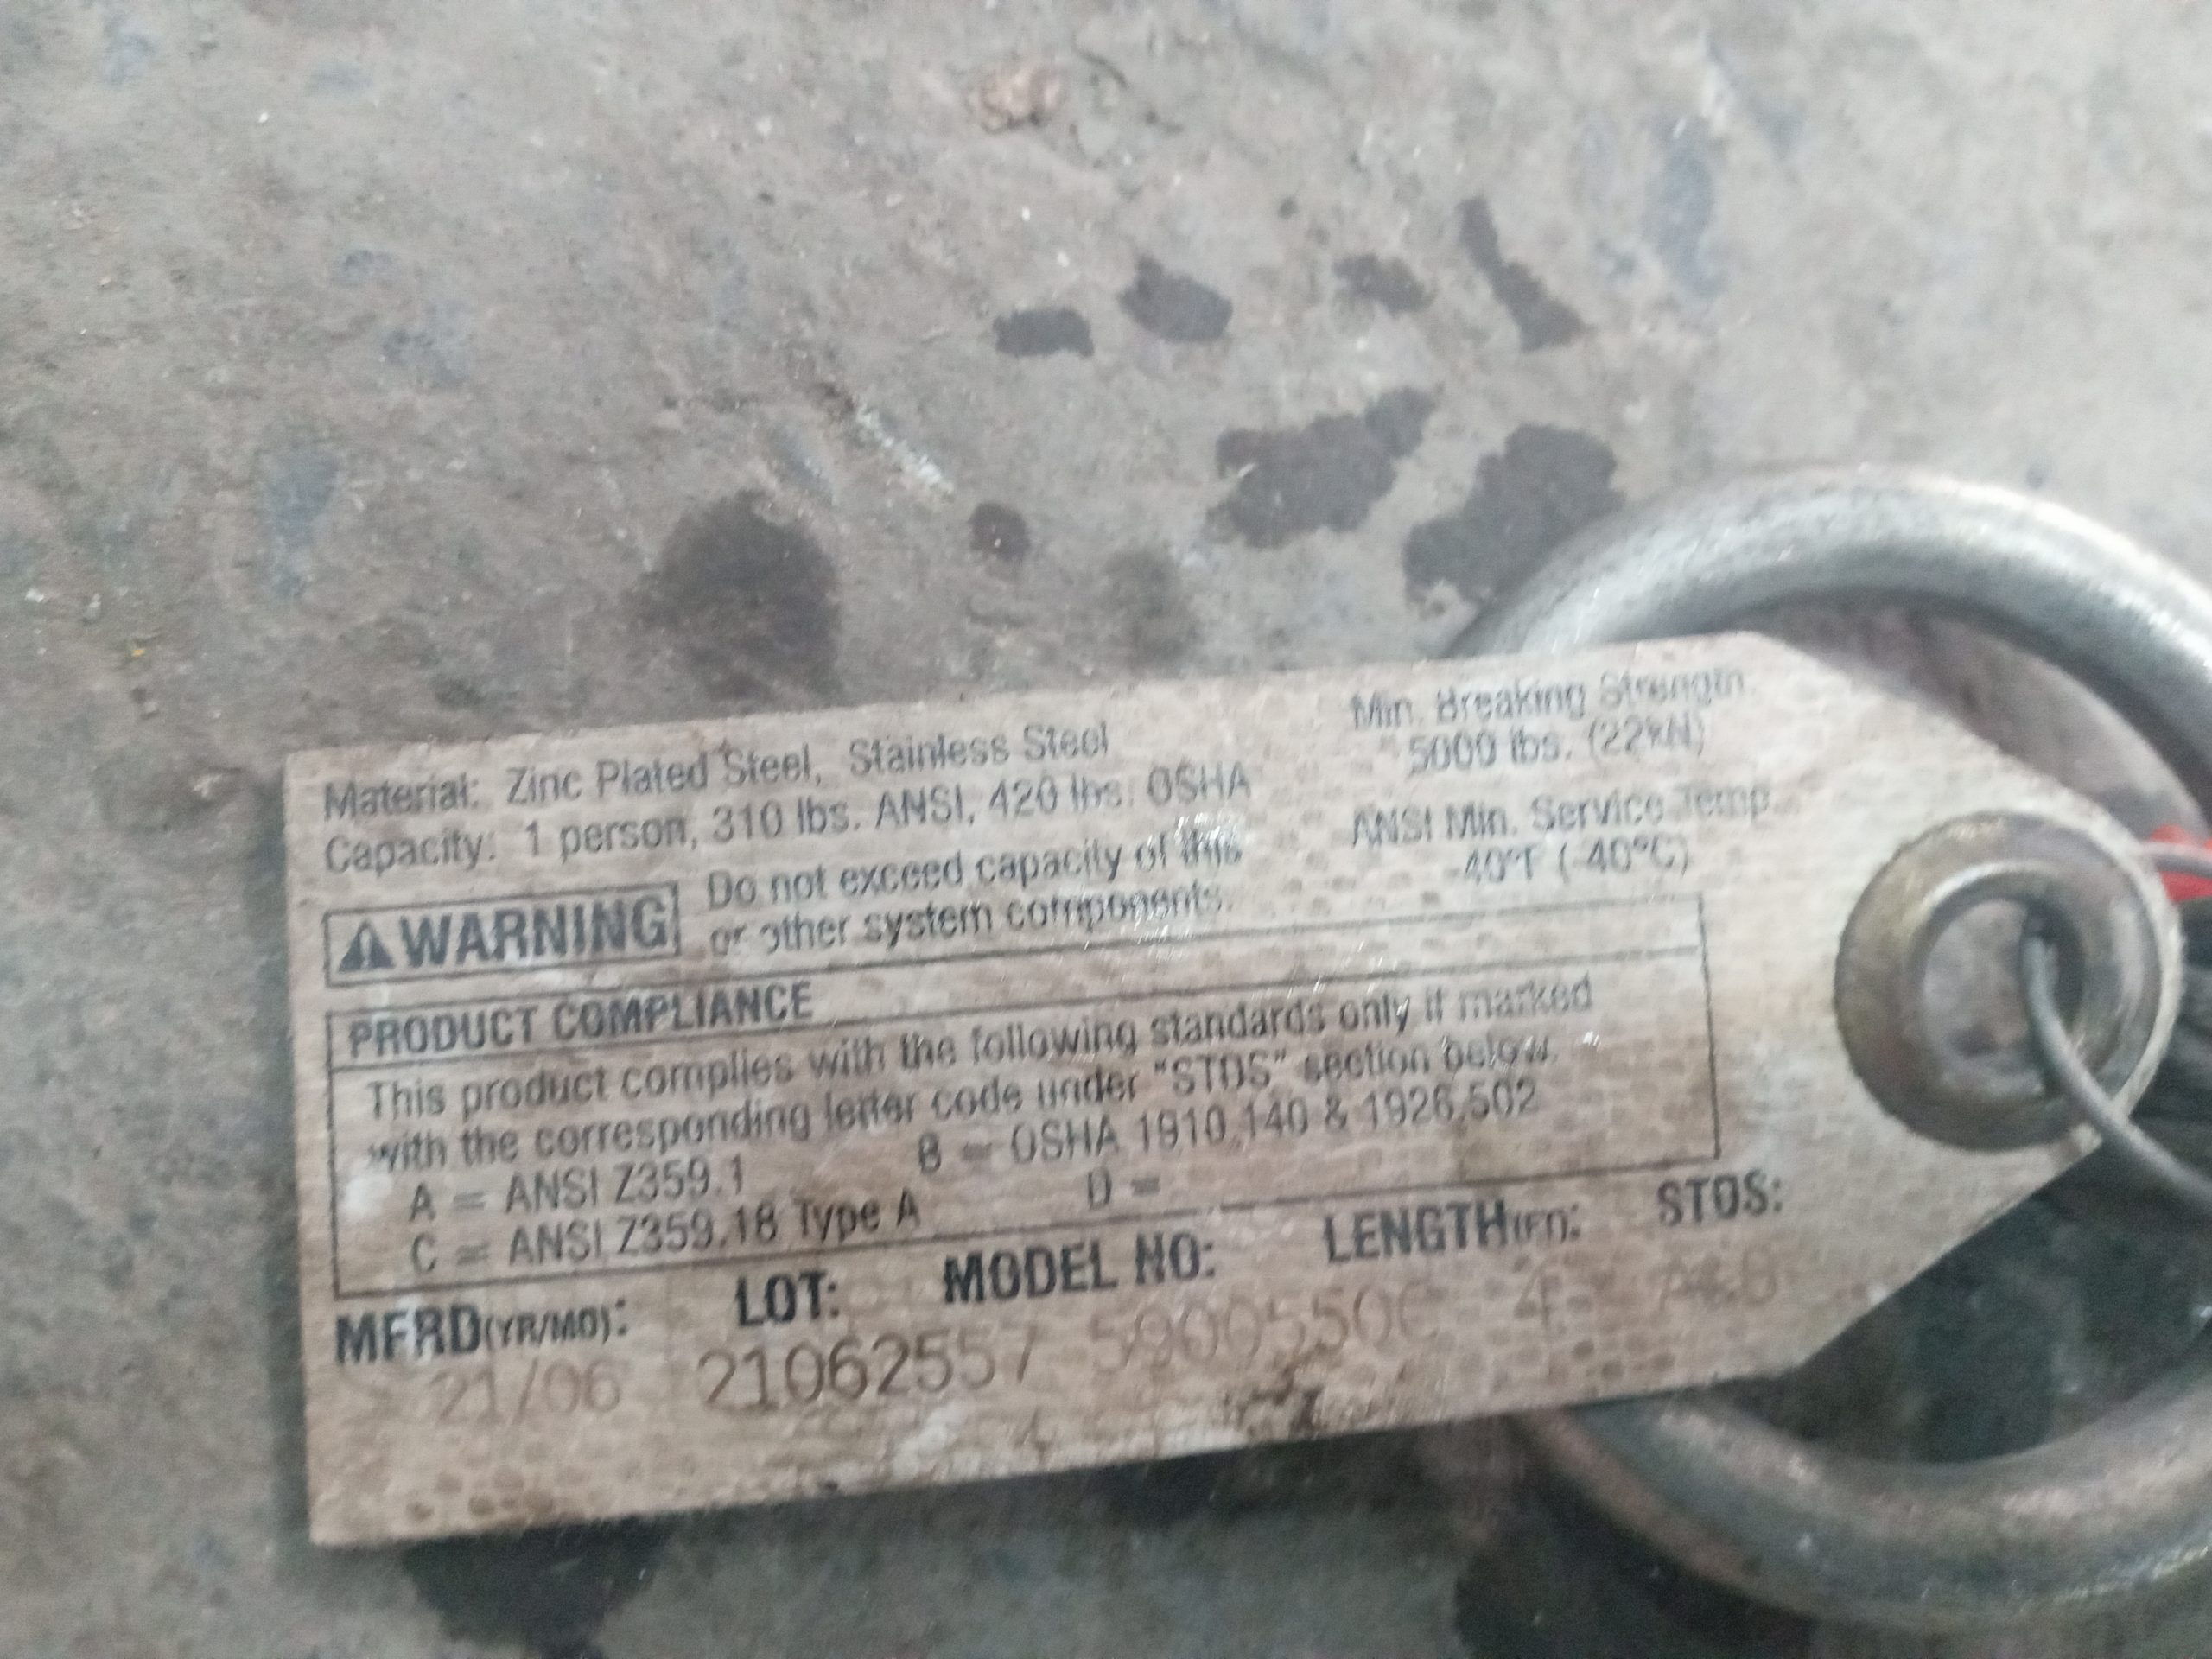 Material: Zinc Plated Steel, Stainless Steel
Capacity: 1 person, 310 lbs. ANSI, 420 lbs. OSHA
Min. Breaking Strength:
5000 lbs. (22kN)
ANSI Min. Service Temp
-40°F (-40°C)
WARNING
Do not exceed capacity of this
or other system components.
PRODUCT COMPLIANCE
This product complies with the following standards only if marked
with the corresponding letter code under "STDS" section below.
A = ANSI Z359.1
B = OSHA 1910.140 & 1926.502
C = ANSI Z359.18 Type A
D =
MFRD(YR/MO): LOT: MODEL NO: LENGTH(FT): STDS:
21/06 21062557 5900550C 4